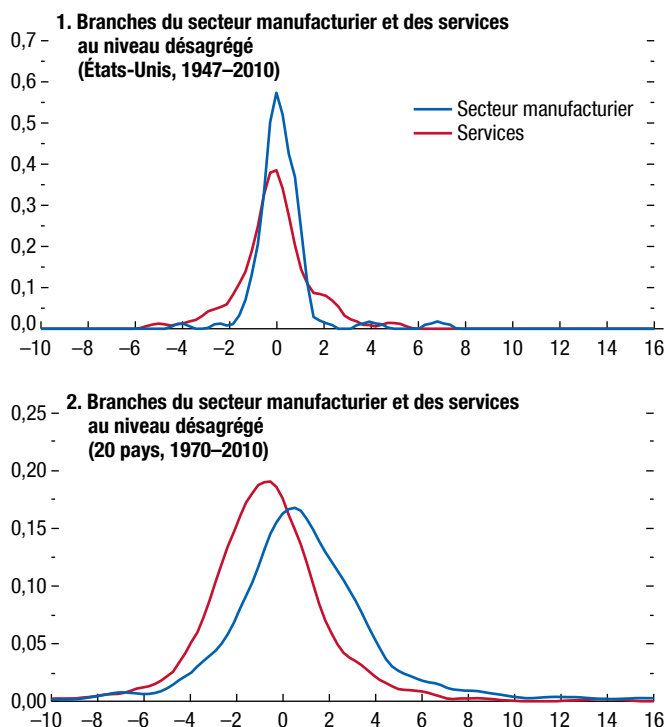 1. Branches du secteur manufacturier et des services
au niveau désagrégé
(États-Unis, 1947–2010)
0,7
0,6
0,5
0,4
0,3
0,2
0,1
0,0
Secteur manufacturier
Services
–10 –8 –6 –4 –2 0 2 4 6 8 10 12 14 16
2. Branches du secteur manufacturier et des services
au niveau désagrégé
(20 pays, 1970–2010)
0,25
0,20
0,15
0,10
0,05
0,00
–10 –8 –6 –4 –2 0 2 4 6 8 10 12 14 16